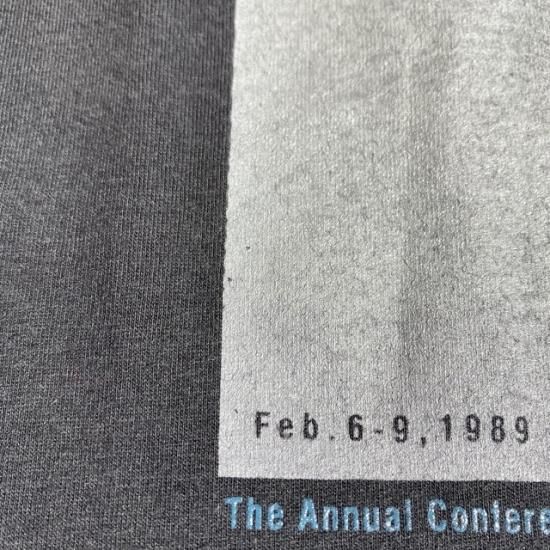 Feb. 6-9, 1989
The Annual Confere